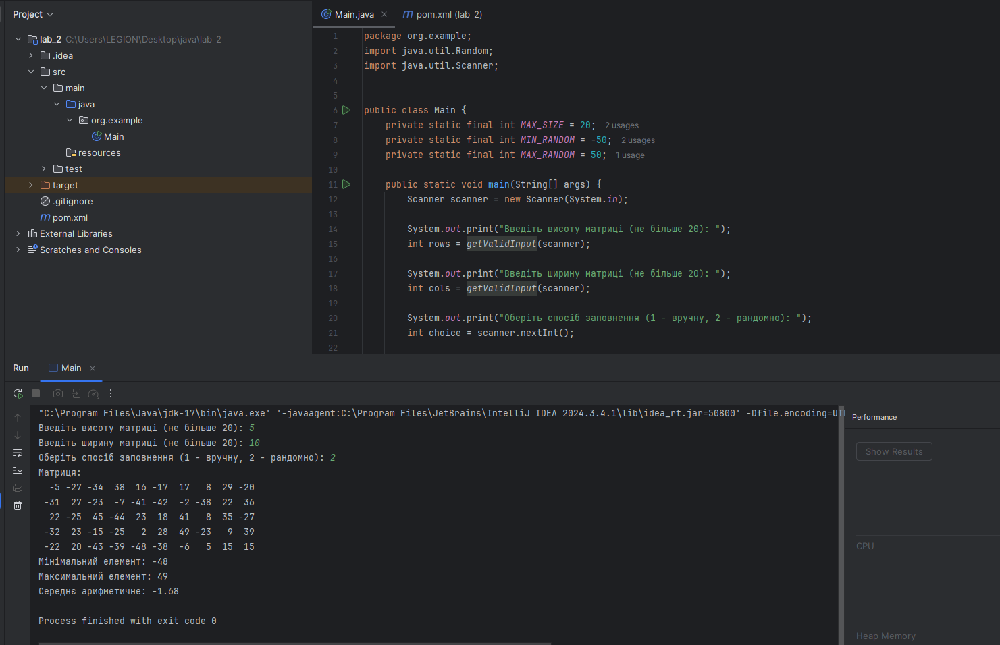 Project
lab_2 C:\Users\LEGION\Desktop\java\lab_2
.idea
src
main
java
org.example
Main
resources
test
target
.gitignore
pom.xml
External Libraries
Scratches and Consoles
Main.java
pom.xml (lab_2)
1 package org.example;
2 import java.util.Random;
3 import java.util.Scanner;
4
5
6 public class Main {
7 private static final int MAX_SIZE = 20; 2 usages
8 private static final int MIN_RANDOM = -50; 2 usages
9 private static final int MAX_RANDOM = 50; 1 usage
10
11 public static void main(String[] args) {
12 Scanner scanner = new Scanner(System.in);
13
14 System.out.print("Введіть висоту матриці (не більше 20): ");
15 int rows = getValidInput(scanner);
16
17 System.out.print("Введіть ширину матриці (не більше 20): ");
18 int cols = getValidInput(scanner);
19
20 System.out.print("Оберіть спосіб заповнення (1 - вручну, 2 - рандомно): ");
21 int choice = scanner.nextInt();
22
Run Main
"C:\Program Files\Java\jdk-17\bin\java.exe" "-javaagent:C:\Program Files\JetBrains\IntelliJ IDEA 2024.3.4.1\lib\idea_rt.jar=50800" -Dfile.encoding=UT
Введіть висоту матриці (не більше 20): 5
Введіть ширину матриці (не більше 20): 10
Оберіть спосіб заповнення (1 - вручну, 2 - рандомно): 2
Матриця:
-5 -27 -34 38 16 -17 17 8 29 -20
-31 27 -23 -7 -41 -42 -2 -38 22 36
22 -25 45 -44 23 18 41 8 35 -27
-32 23 -15 -25 2 28 49 -23 9 39
-22 20 -43 -39 -48 -38 -6 5 15 15
Мінімальний елемент: -48
Максимальний елемент: 49
Середнє арифметичне: -1.68
Process finished with exit code 0
Performance
Show Results
CPU
Heap Memory